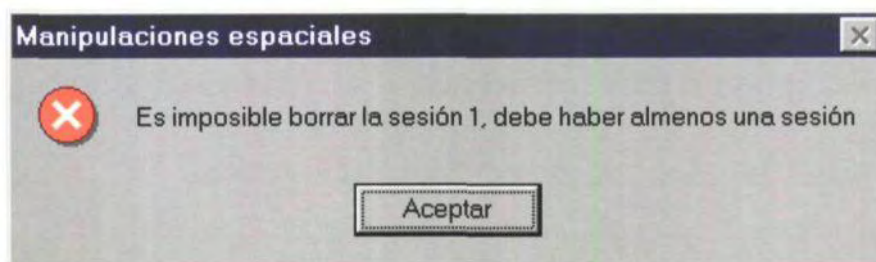 Manipulaciones espaciales
Es imposible borrar la sesión 1, debe haber almenos una sesión
Aceptar